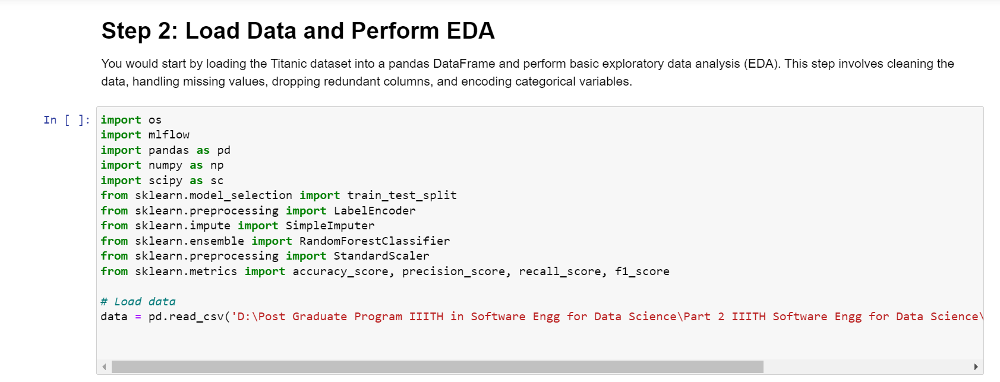 Step 2: Load Data and Perform EDA
You would start by loading the Titanic dataset into a pandas DataFrame and perform basic exploratory data analysis (EDA). This step involves cleaning the
data, handling missing values, dropping redundant columns, and encoding categorical variables.
In [ ]:
import os
import mlflow
import pandas as pd
import numpy as np
import scipy as sc
from sklearn.model_selection import train_test_split
from sklearn.preprocessing import LabelEncoder
from sklearn.impute import SimpleImputer
from sklearn.ensemble import RandomForestClassifier
from sklearn.preprocessing import StandardScaler
from sklearn.metrics import accuracy_score, precision_score, recall_score, f1_score
# Load data
data = pd.read_csv('D:\Post Graduate Program IIITH in Software Engg for Data Science\Part 2 IIITH Software Engg for Data Science\